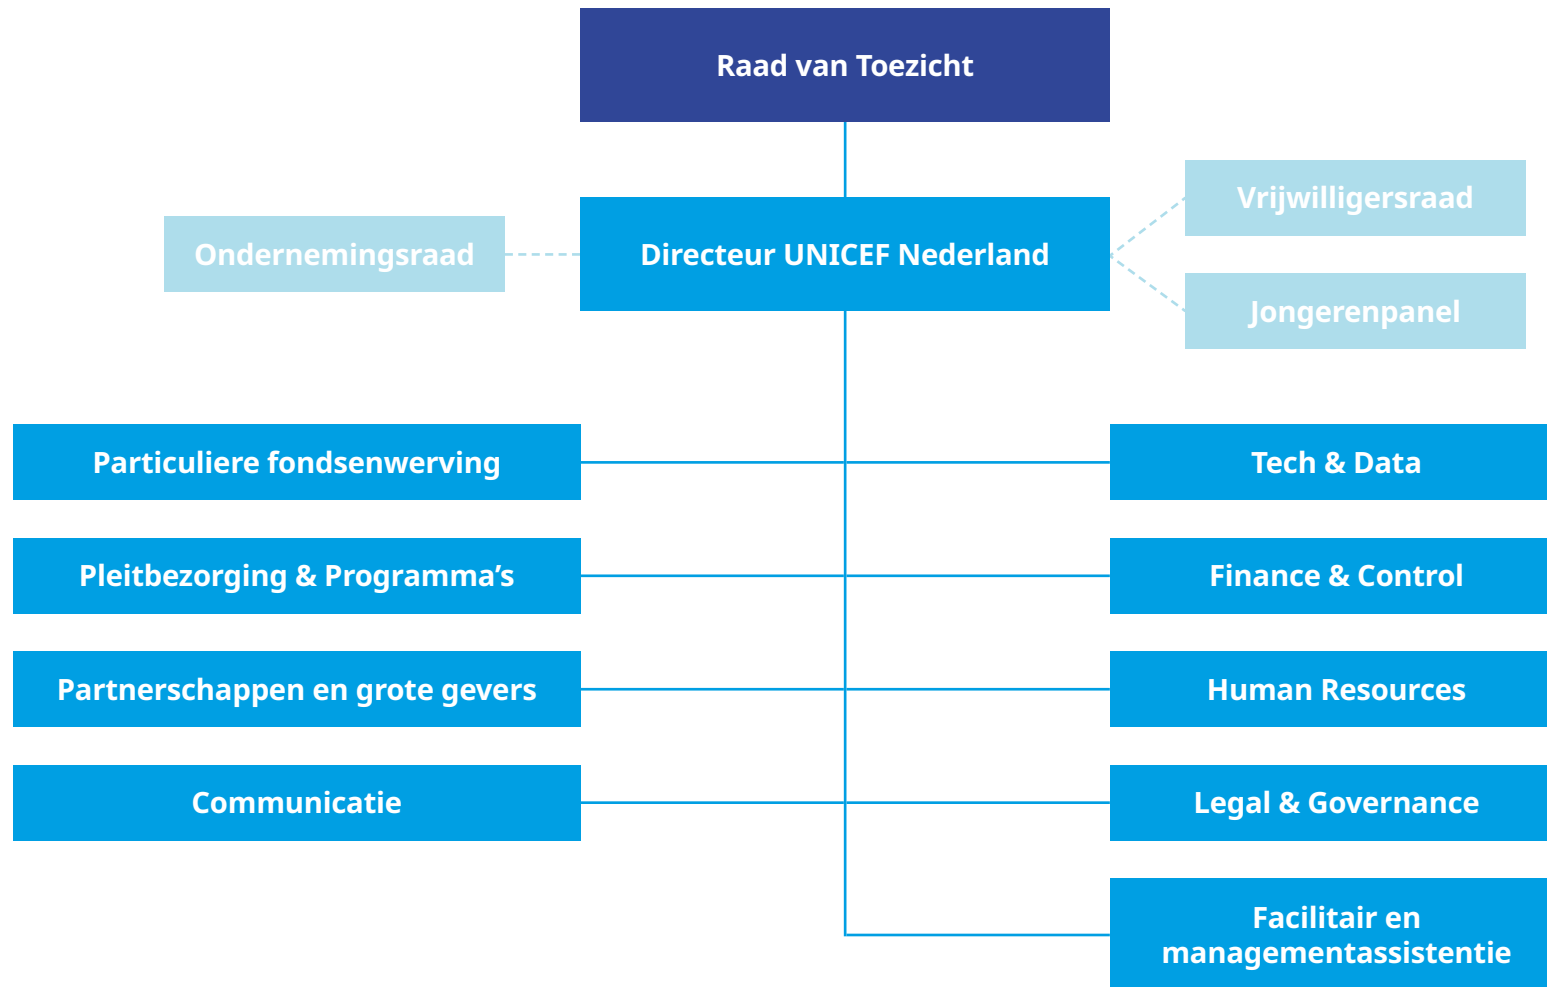 Raad van Toezicht
Ondernemingsraad
Directeur UNICEF Nederland
Vrijwilligersraad
Jongerenpanel
Particuliere fondsenwerving
Tech & Data
Pleitbezorging & Programma’s
Finance & Control
Partnerschappen en grote gevers
Human Resources
Communicatie
Legal & Governance
Facilitair en
managementassistentie